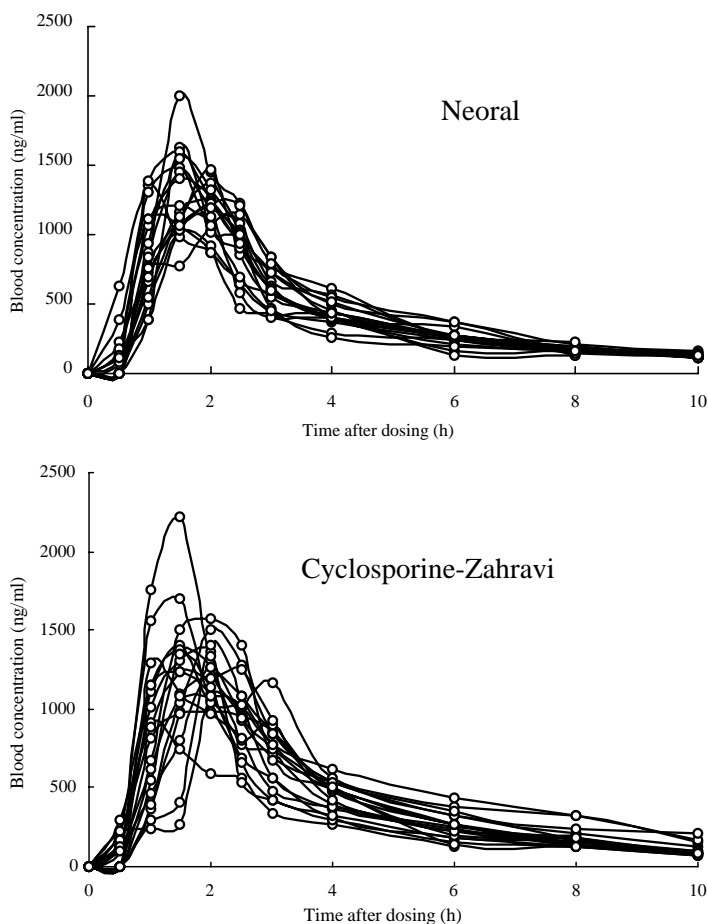 2500
2000
Neoral
1500
1000
500
0
0 2 4 6 8 10
Time after dosing (h)
Blood concentration (ng/ml)
2500
2000
Cyclosporine-Zahravi
1500
1000
500
0
0 2 4 6 8 10
Time after dosing (h)
Blood concentration (ng/ml)